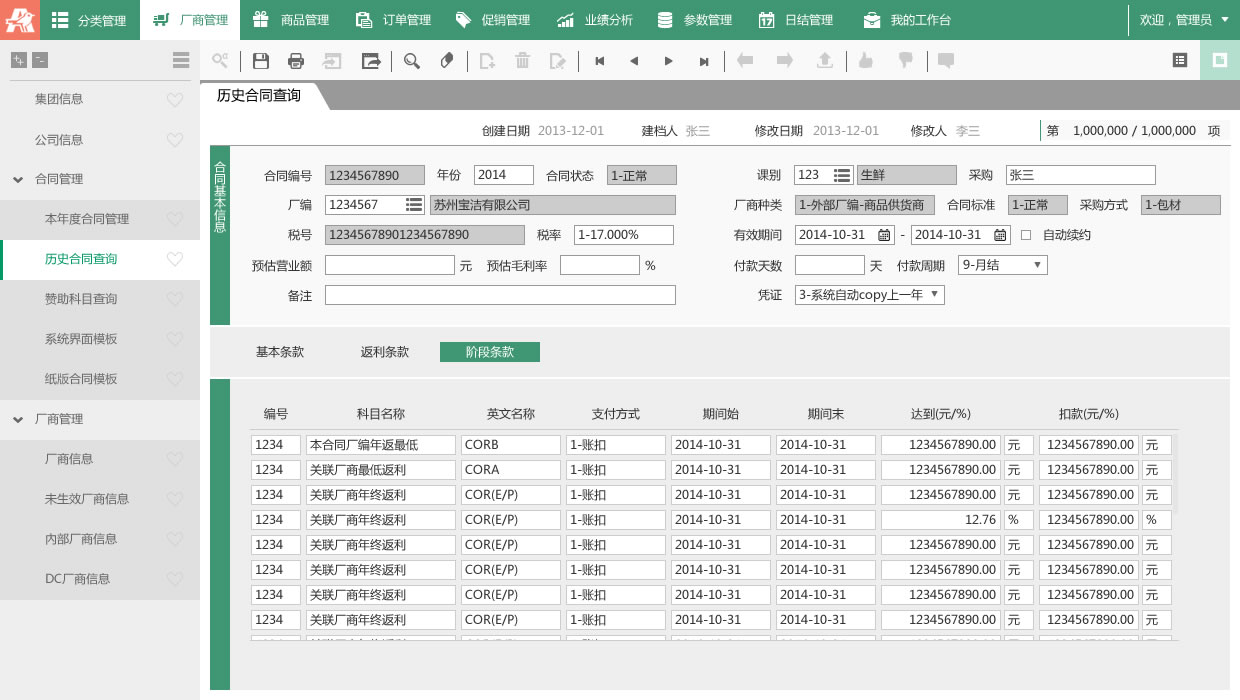 分类管理 厂商管理 商品管理 订单管理 促销管理 业绩分析 参数管理 日结管理 我的工作台 欢迎，管理员
历史合同查询
创建日期 2013-12-01 建档人 张三 修改日期 2013-12-01 修改人 李三 第 1,000,000 / 1,000,000 项
集团信息
公司信息
合同管理
本年度合同管理
历史合同查询
赞助科目查询
系统界面模板
纸版合同模板
厂商管理
厂商信息
未生效厂商信息
内部厂商信息
DC厂商信息
合同基本信息
合同编号 1234567890 年份 2014 合同状态 1-正常 课别 123 生鲜 采购 张三
厂编 1234567 苏州宝洁有限公司 厂商种类 1-外部厂编-商品供货商 合同标准 1-正常 采购方式 1-包材
税号 12345678901234567890 税率 1-17.000% 有效期间 2014-10-31 - 2014-10-31 自动续约
预估营业额 元 预估毛利率 % 付款天数 天 付款周期 9-月结
备注 凭证 3-系统自动copy上一年
基本条款 返利条款 阶段条款
编号 科目名称 英文名称 支付方式 期间始 期间末 达到(元/%) 扣款(元/%)
1234 本合同厂编年返最低 CORB 1-账扣 2014-10-31 2014-10-31 1234567890.00 元 1234567890.00 元
1234 关联厂商最低返利 CORA 1-账扣 2014-10-31 2014-10-31 1234567890.00 元 1234567890.00 元
1234 关联厂商年终返利 COR(E/P) 1-账扣 2014-10-31 2014-10-31 1234567890.00 元 1234567890.00 元
1234 关联厂商年终返利 COR(E/P) 1-账扣 2014-10-31 2014-10-31 12.76 % 1234567890.00 %
1234 关联厂商年终返利 COR(E/P) 1-账扣 2014-10-31 2014-10-31 1234567890.00 元 1234567890.00 元
1234 关联厂商年终返利 COR(E/P) 1-账扣 2014-10-31 2014-10-31 1234567890.00 元 1234567890.00 元
1234 关联厂商年终返利 COR(E/P) 1-账扣 2014-10-31 2014-10-31 1234567890.00 元 1234567890.00 元
1234 关联厂商年终返利 COR(E/P) 1-账扣 2014-10-31 2014-10-31 1234567890.00 元 1234567890.00 元